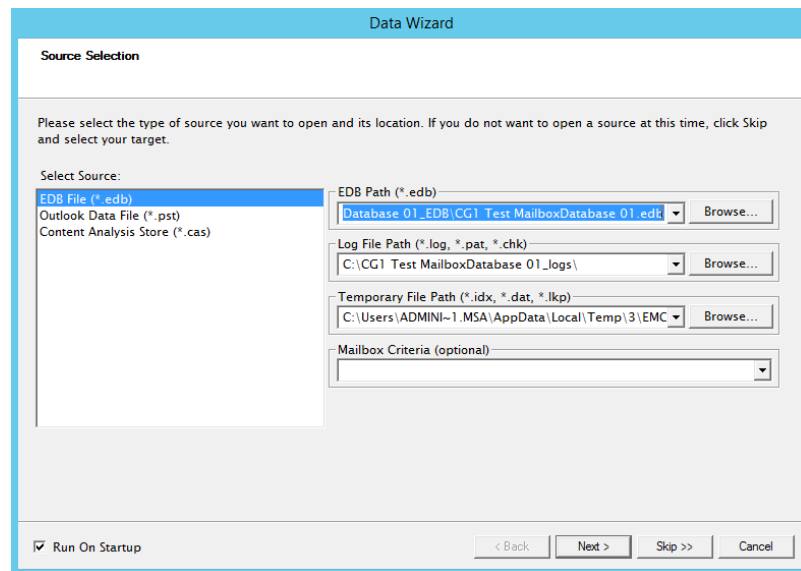 Data Wizard
Source Selection
Please select the type of source you want to open and its location. If you do not want to open a source at this time, click Skip
and select your target.
Select Source:
EDB File (*.edb)
Outlook Data File (*.pst)
Content Analysis Store (*.cas)
EDB Path (*.edb)
Database 01_EDB\CG1 Test MailboxDatabase 01.edb
Browse...
Log File Path (*.log, *.pat, *.chk)
C:\CG1 Test MailboxDatabase 01_logs\
Browse...
Temporary File Path (*.idx, *.dat, *.lkp)
C:\Users\ADMINI~1.MSA\AppData\Local\Temp\3\EMC
Browse...
Mailbox Criteria (optional)
Run On Startup
< Back
Next >
Skip >>
Cancel